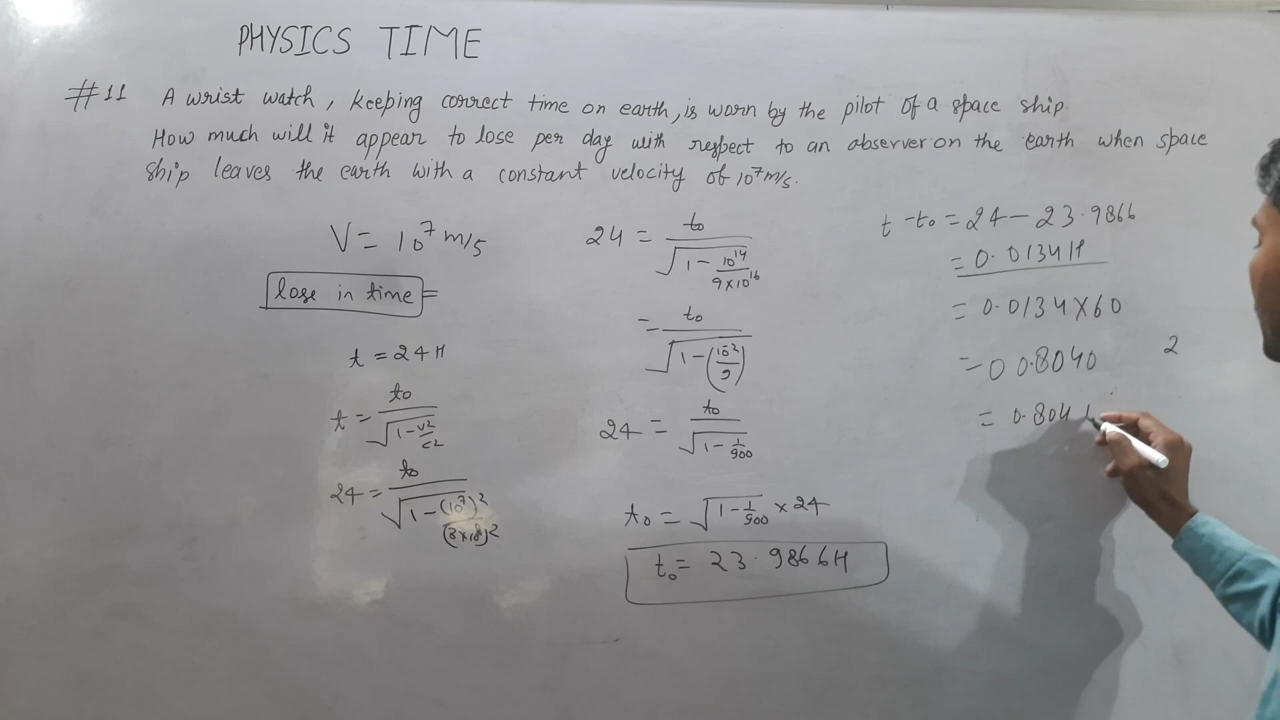 PHYSICS TIME
#11 A wrist watch, keeping correct time on earth, is worn by the pilot of a space ship.
How much will it appear to lose per day with respect to an observer on the earth when space
ship leaves the earth with a constant velocity of 10⁷ m/s.
V = 10⁷ m/s
lose in time =
t = 24 H
t = t₀ / √(1 - v²/c²)
24 = t₀ / √(1 - (10⁷)²/(3×10⁸)²)
24 = t₀ / √(1 - 10¹⁴/9×10¹⁶)
= t₀ / √(1 - (10⁻²/9))
24 = t₀ / √(1 - 1/900)
t₀ = √(1 - 1/900) × 24
t₀ = 23.9866H
t - t₀ = 24 - 23.9866
= 0.0134H
= 0.0134 X 60
= 00.8040
2
= 0.804